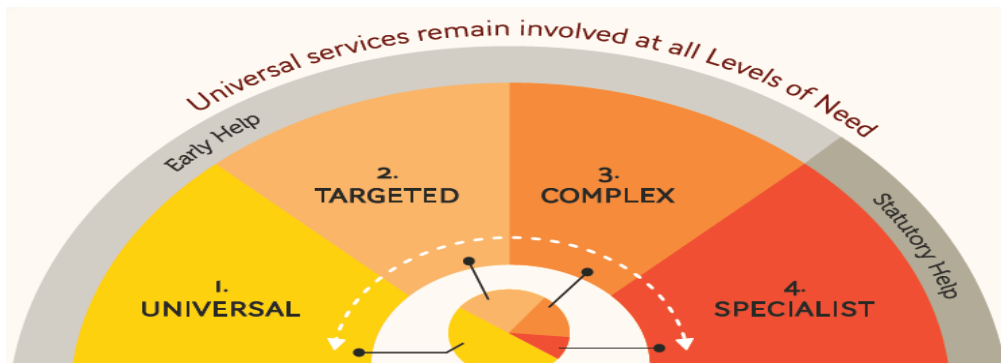 Universal services remain involved at all Levels of Need
Early Help
2.
TARGETED
3.
COMPLEX
Statutory Help
1.
UNIVERSAL
4.
SPECIALIST